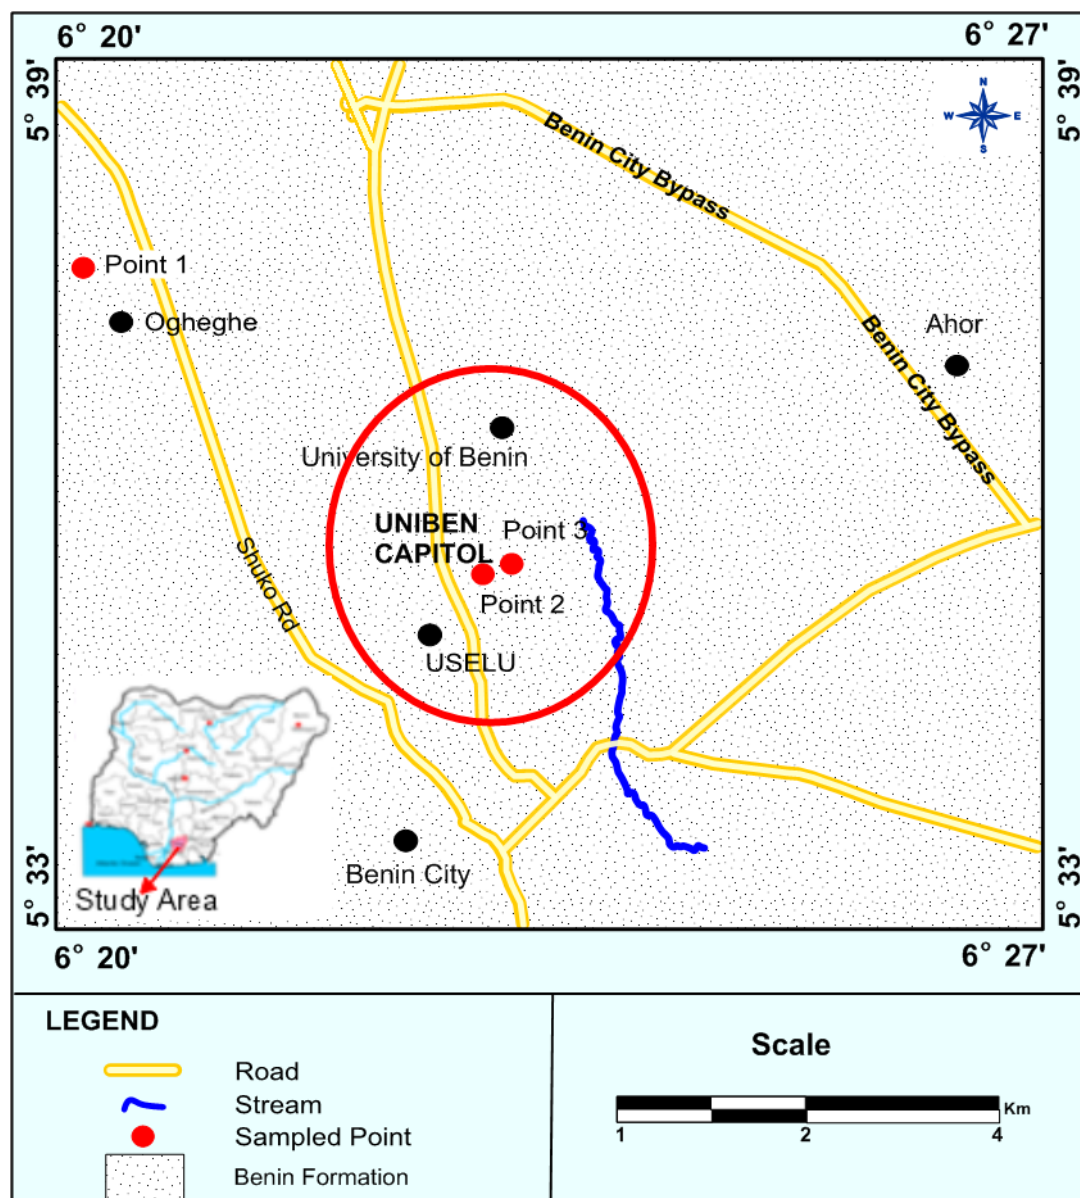 6° 20'
6° 27'
5° 39'
5° 39'
N
W
E
S
Benin City Bypass
Point 1
Ogheghe
Ahor
Benin City Bypass
University of Benin
UNIBEN
CAPITOL
Point 3
Point 2
Shuko Rd
USELU
Benin City
Study Area
5° 33'
5° 33'
6° 20'
6° 27'
LEGEND
Road
Stream
Sampled Point
Benin Formation
Scale
Km
1
2
4